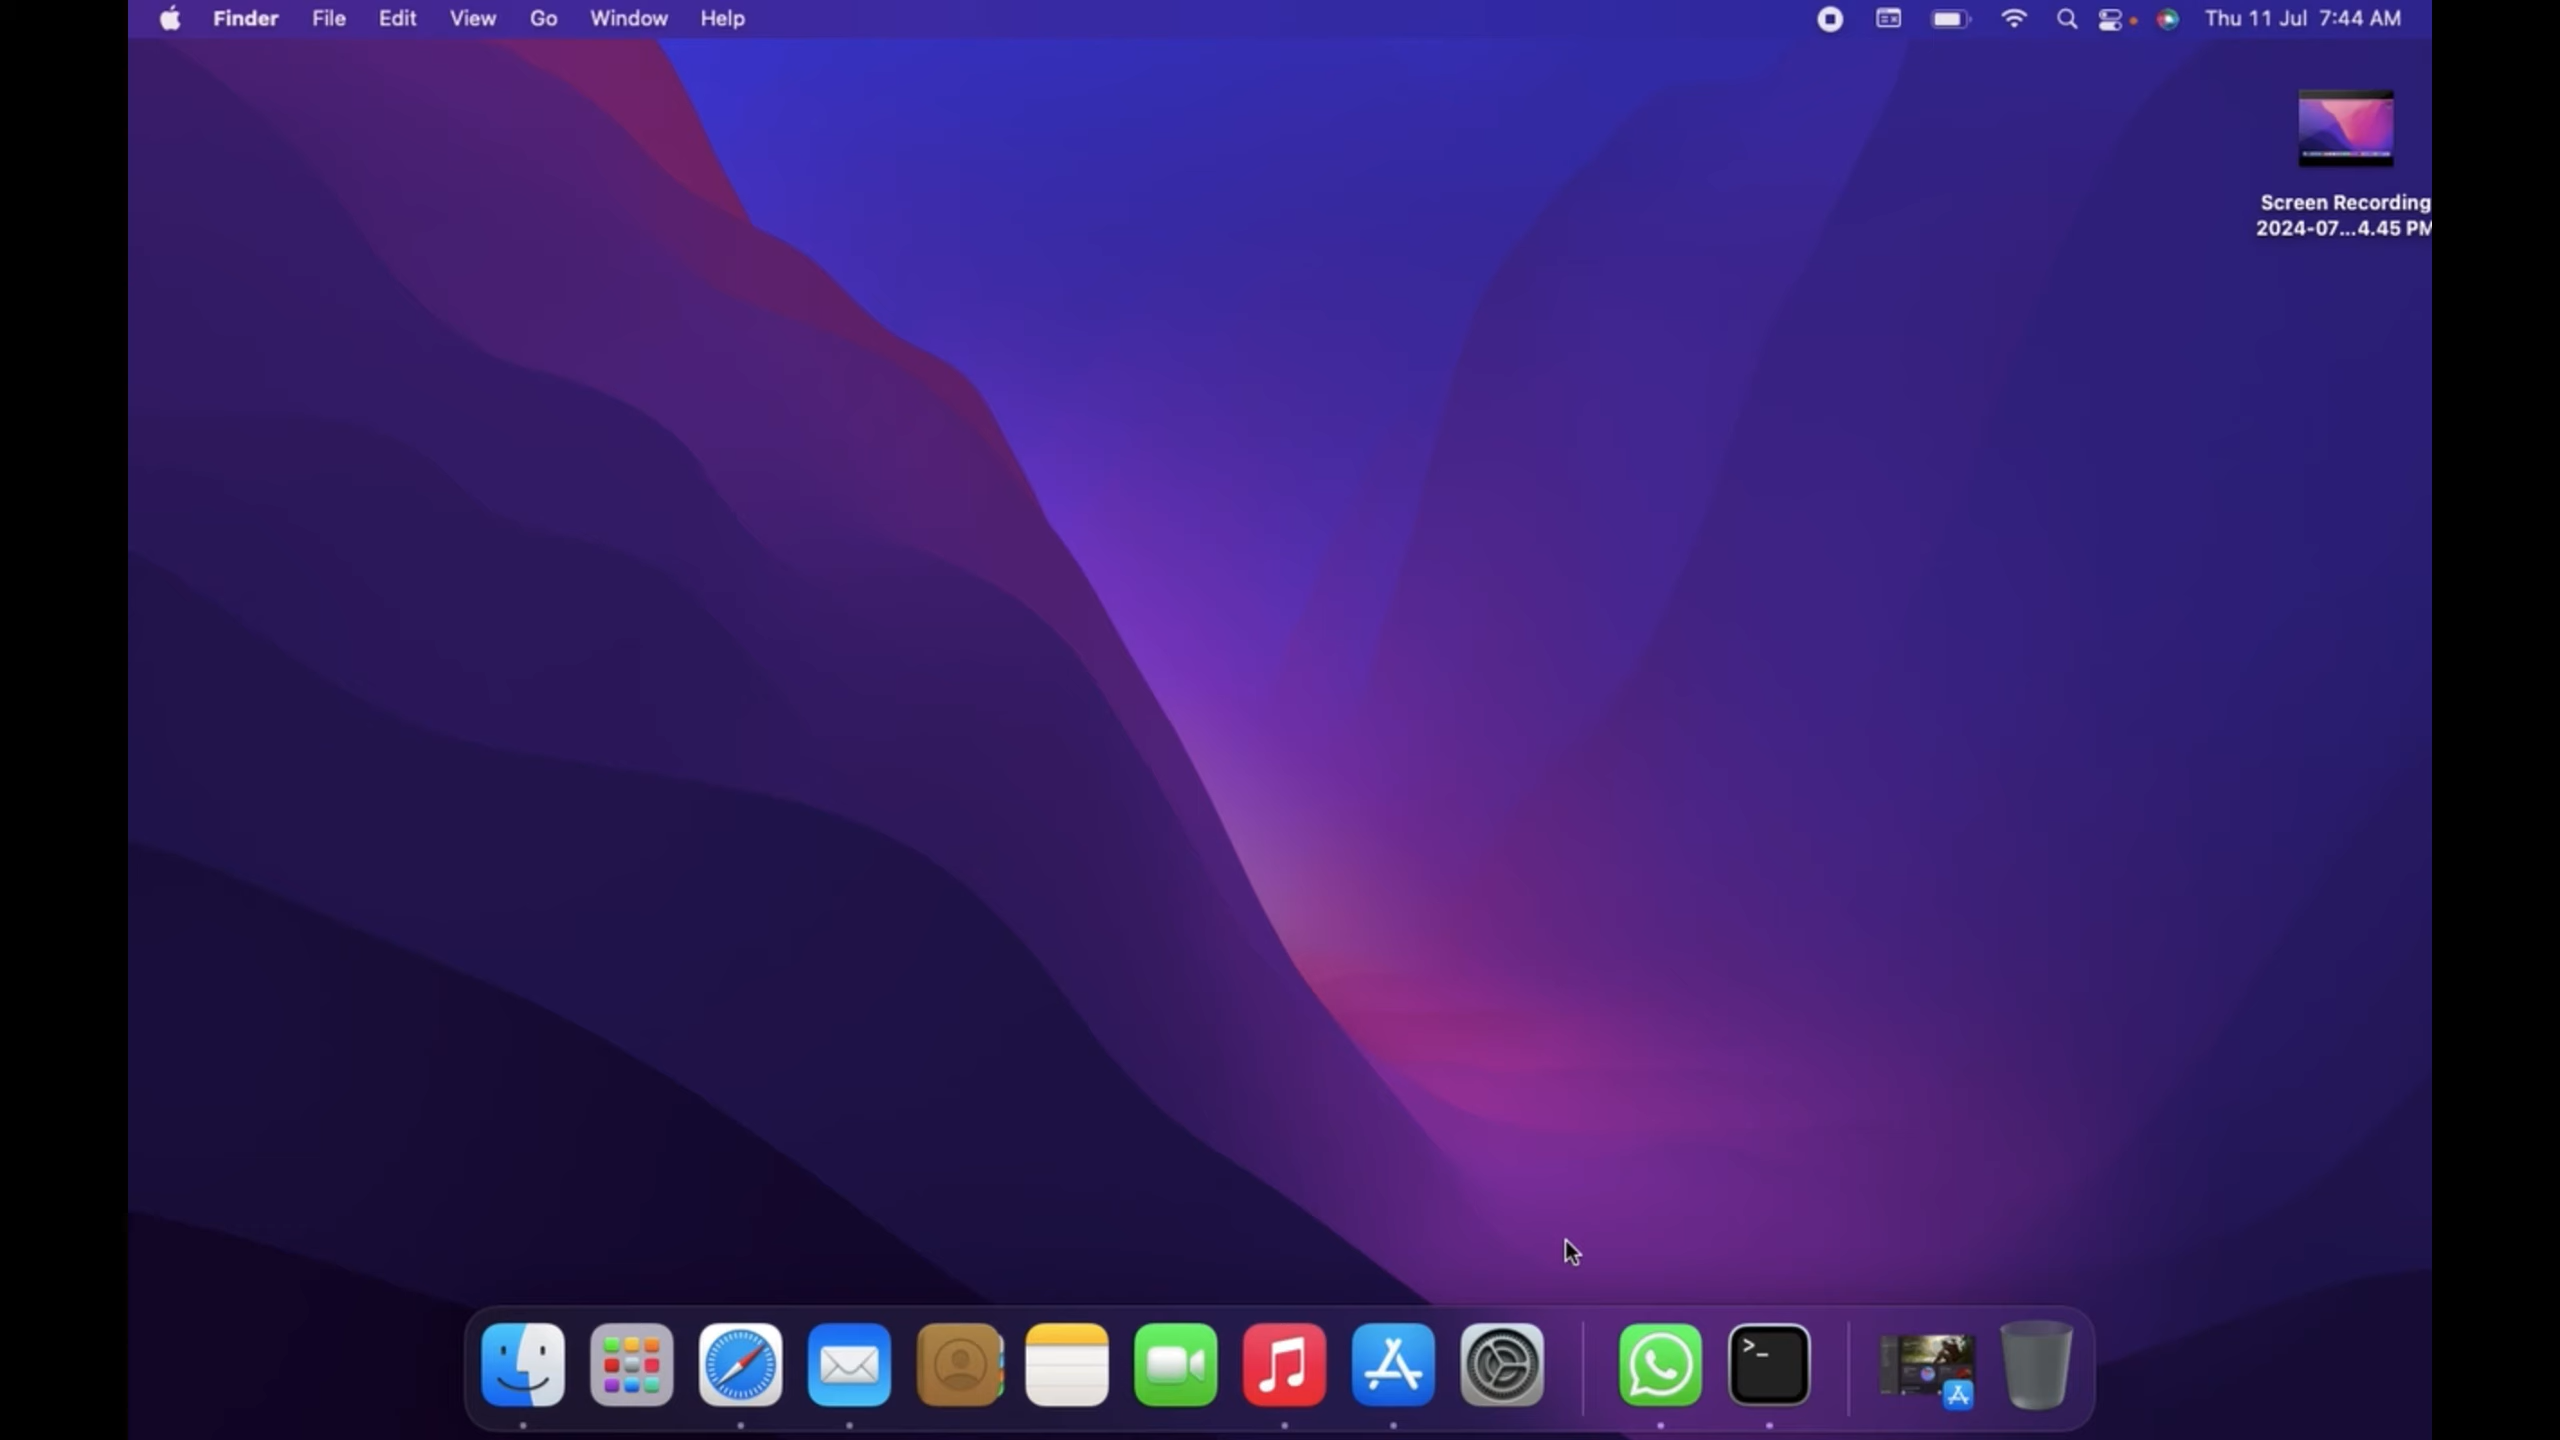 Finder File Edit View Go Window Help Thu 11 Jul 7:44 AM
Screen Recording
2024-07...4.45 PM
>_